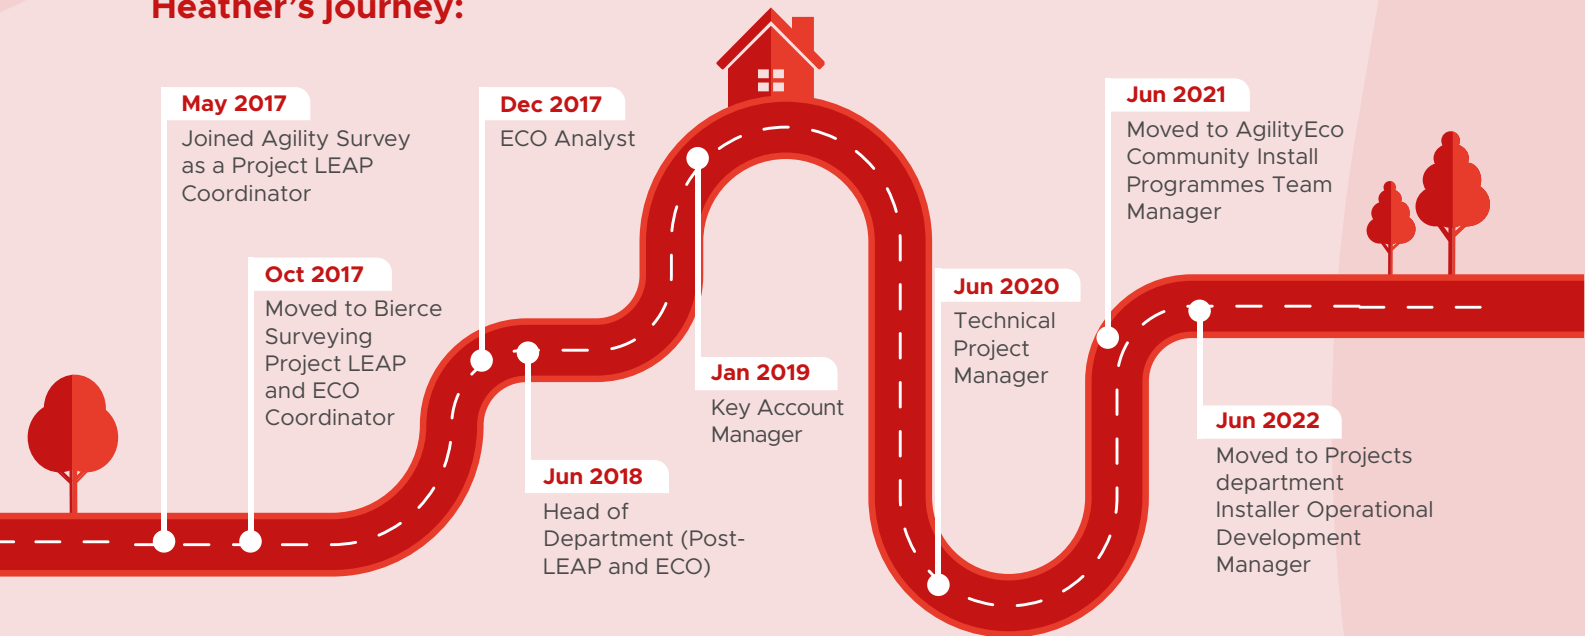 Heather's journey:
May 2017
Joined Agility Survey
as a Project LEAP
Coordinator
Oct 2017
Moved to Bierce
Surveying
Project LEAP
and ECO
Coordinator
Dec 2017
ECO Analyst
Jun 2018
Head of
Department (Post-
LEAP and ECO)
Jan 2019
Key Account
Manager
Jun 2020
Technical
Project
Manager
Jun 2021
Moved to AgilityEco
Community Install
Programmes Team
Manager
Jun 2022
Moved to Projects
department
Installer Operational
Development
Manager